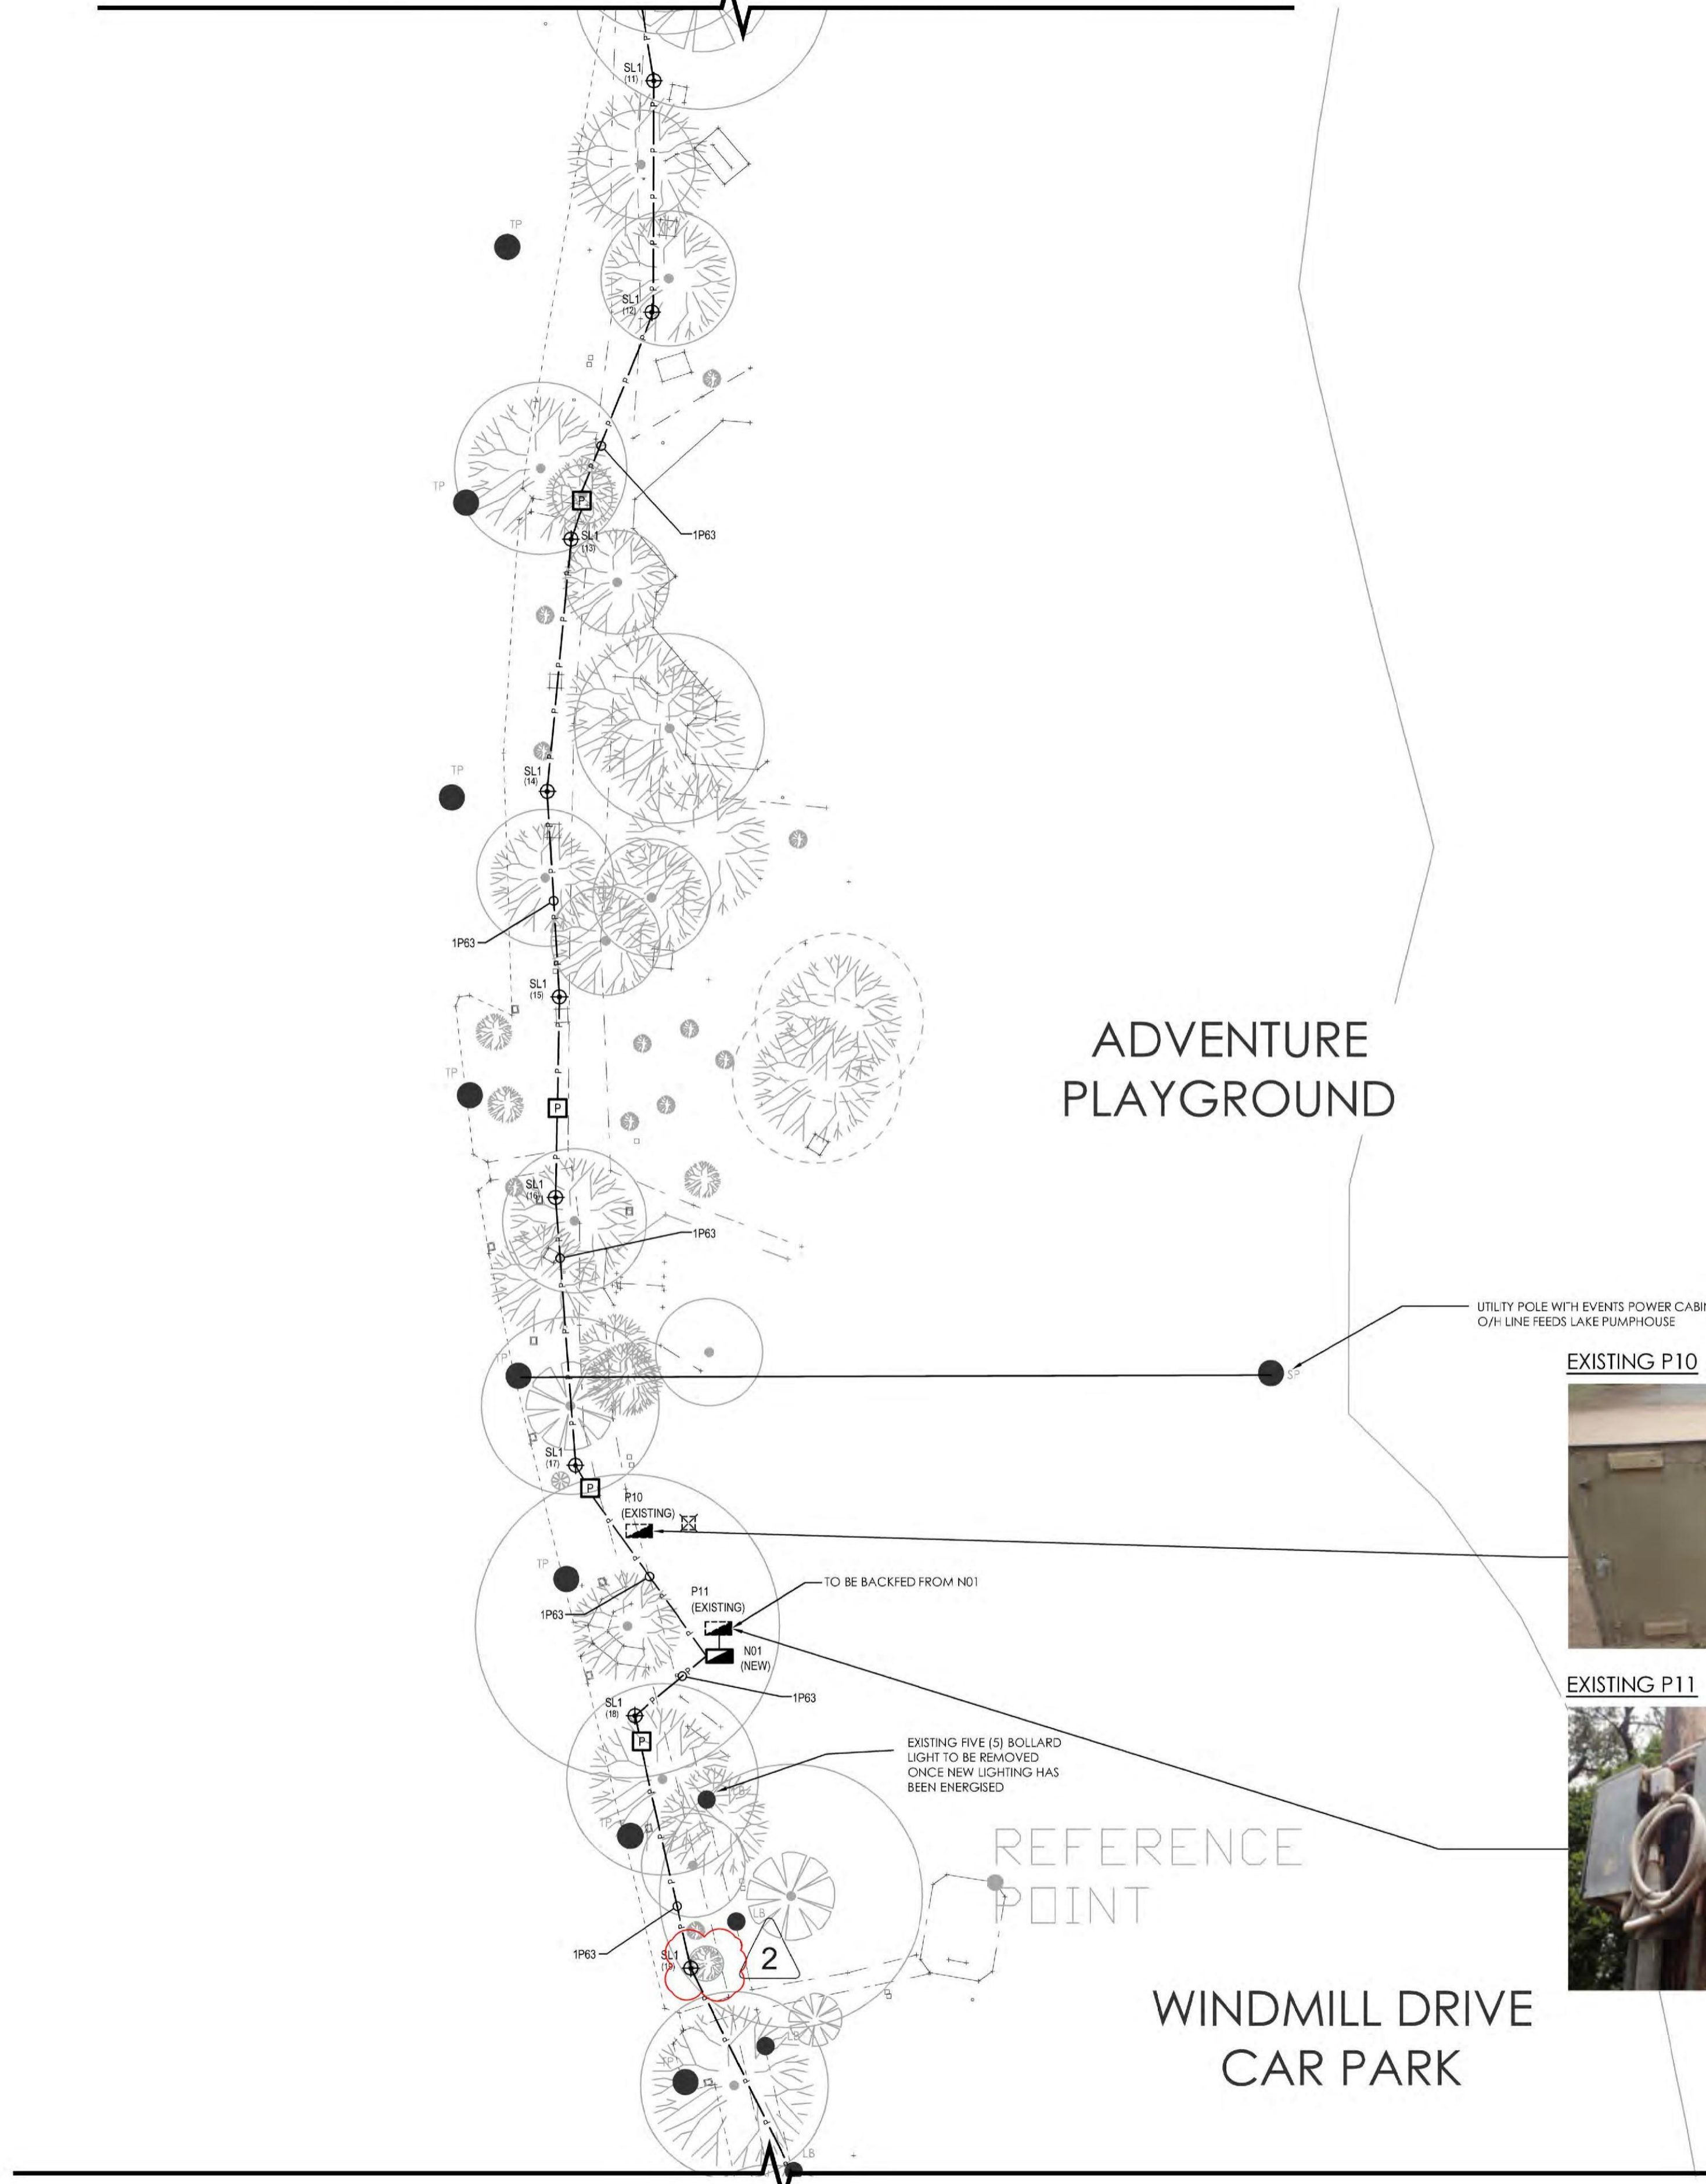 SL1
(11)
TP
SL1
(12)
TP
P
1P63
SL1
(13)
TP
SL1
(14)
1P63
SL1
(15)
ADVENTURE
PLAYGROUND
TP
P
SL1
(16)
1P63
UTILITY POLE WITH EVENTS POWER
O/H LINE FEEDS LAKE PUMPHOUSE
TP
SP
EXISTING P10
SL1
(17)
P
P10
(EXISTING)
TP
TO BE BACKFED FROM N01
P11
(EXISTING)
1P63
N01
(NEW)
EXISTING P11
1P63
SL1
(18)
P
EXISTING FIVE (5) BOLLARD
LIGHT TO BE REMOVED
ONCE NEW LIGHTING HAS
BEEN ENERGISED
LB
TP
REFERENCE
POINT
LB
1P63
SL1
(19)
2
WINDMILL DRIVE
CAR PARK
LB
TP
LB